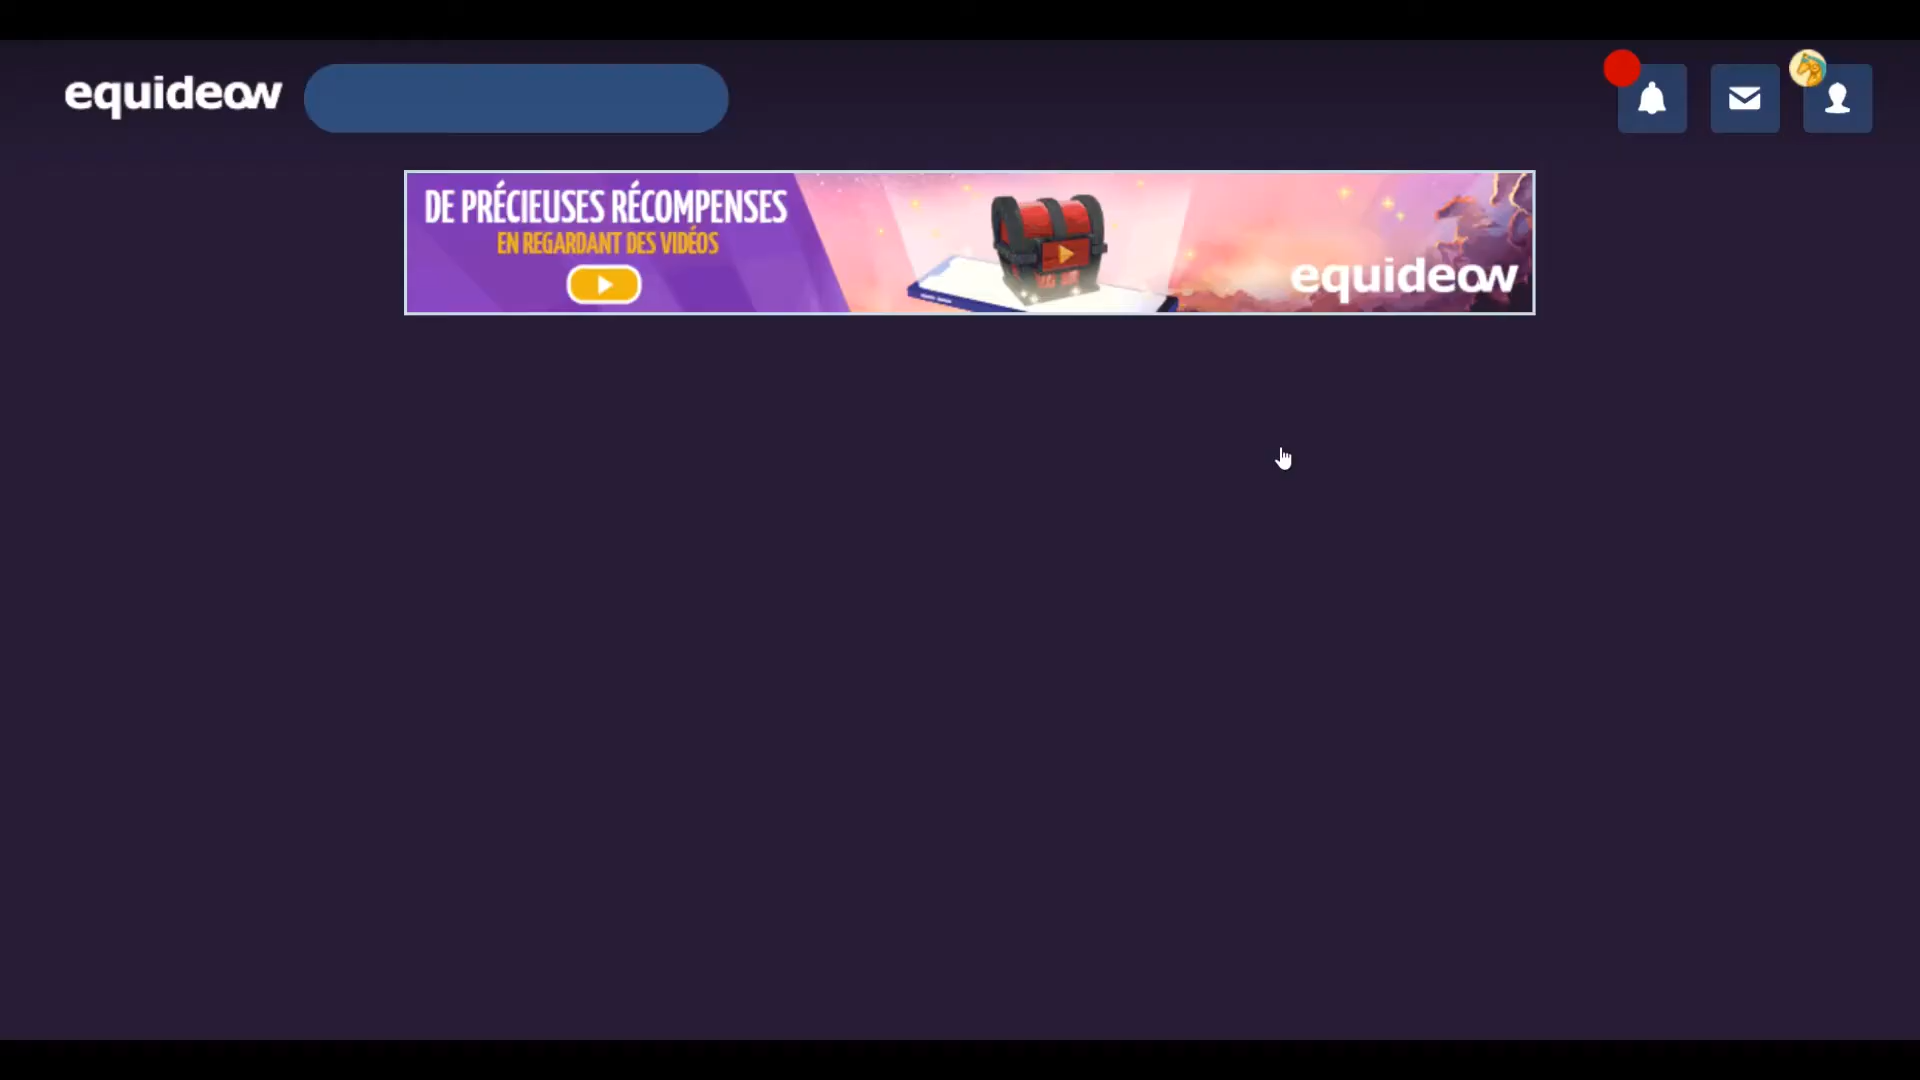 equideow
DE PRÉCIEUSES RÉCOMPENSES
EN REGARDANT DES VIDÉOS
equideow